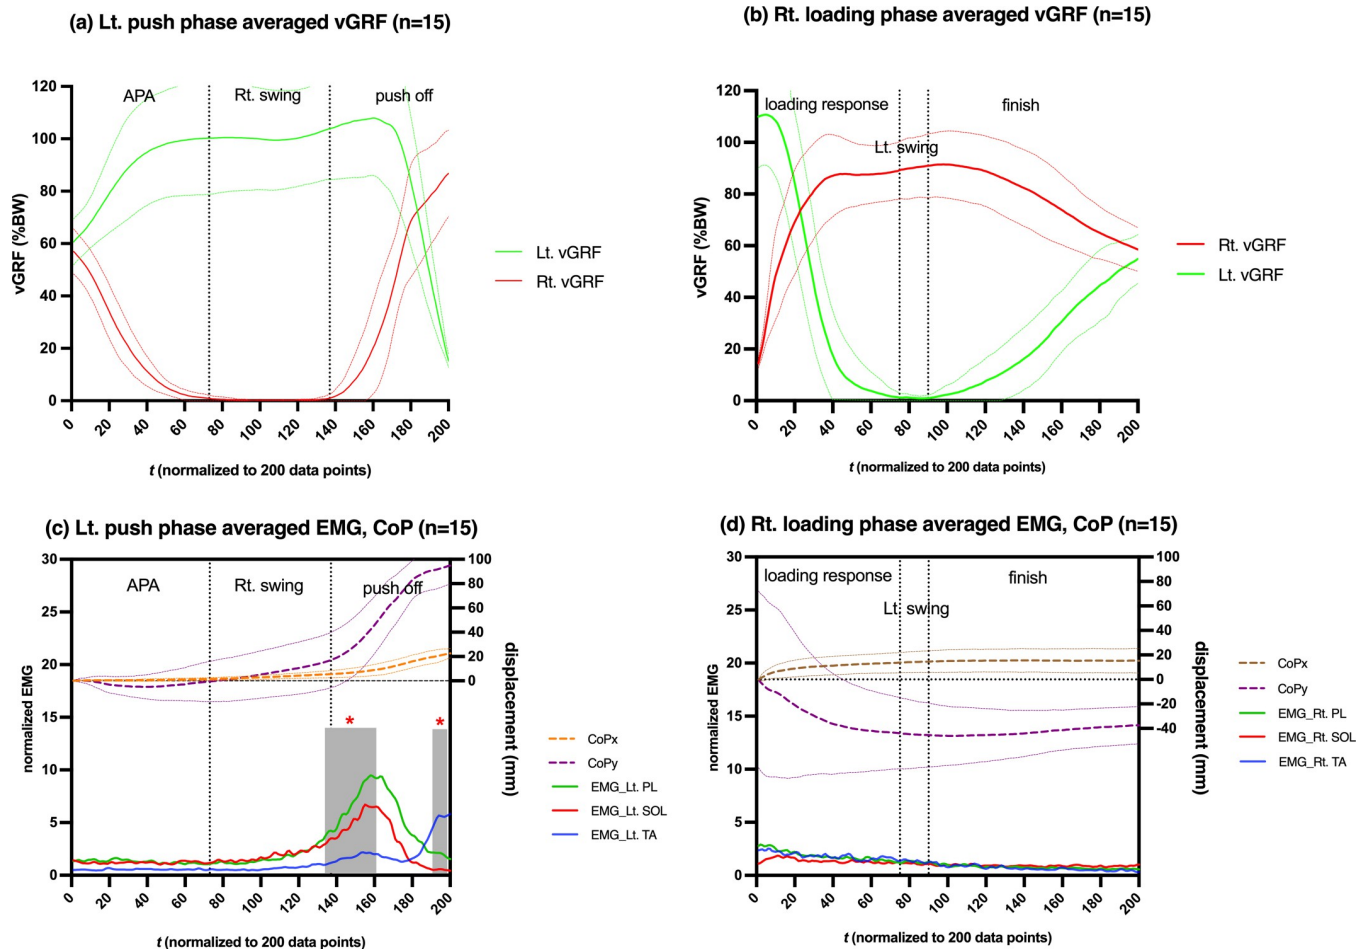 (a) Lt. push phase averaged vGRF (n=15)
120
100
80
60
40
20
0
vGRF (%BW)
APA
Rt. swing
push off
0
20
40
60
80
100
120
140
160
180
200
t (normalized to 200 data points)
Lt. vGRF
Rt. vGRF
(b) Rt. loading phase averaged vGRF (n=15)
120
100
80
60
40
20
0
vGRF (%BW)
loading response
Lt. swing
finish
0
20
40
60
80
100
120
140
160
180
200
t (normalized to 200 data points)
Rt. vGRF
Lt. vGRF
(c) Lt. push phase averaged EMG, CoP (n=15)
30
25
20
15
10
5
0
normalized EMG
APA
Rt. swing
push off
100
80
60
40
20
0
displacement (mm)
*
*
0
20
40
60
80
100
120
140
160
180
200
t (normalized to 200 data points)
CoPx
CoPy
EMG_Lt. PL
EMG_Lt. SOL
EMG_Lt. TA
(d) Rt. loading phase averaged EMG, CoP (n=15)
30
25
20
15
10
5
0
normalized EMG
loading response
Lt. swing
finish
100
80
60
40
20
0
-20
-40
displacement (mm)
0
20
40
60
80
100
120
140
160
180
200
t (normalized to 200 data points)
CoPx
CoPy
EMG_Rt. PL
EMG_Rt. SOL
EMG_Rt. TA